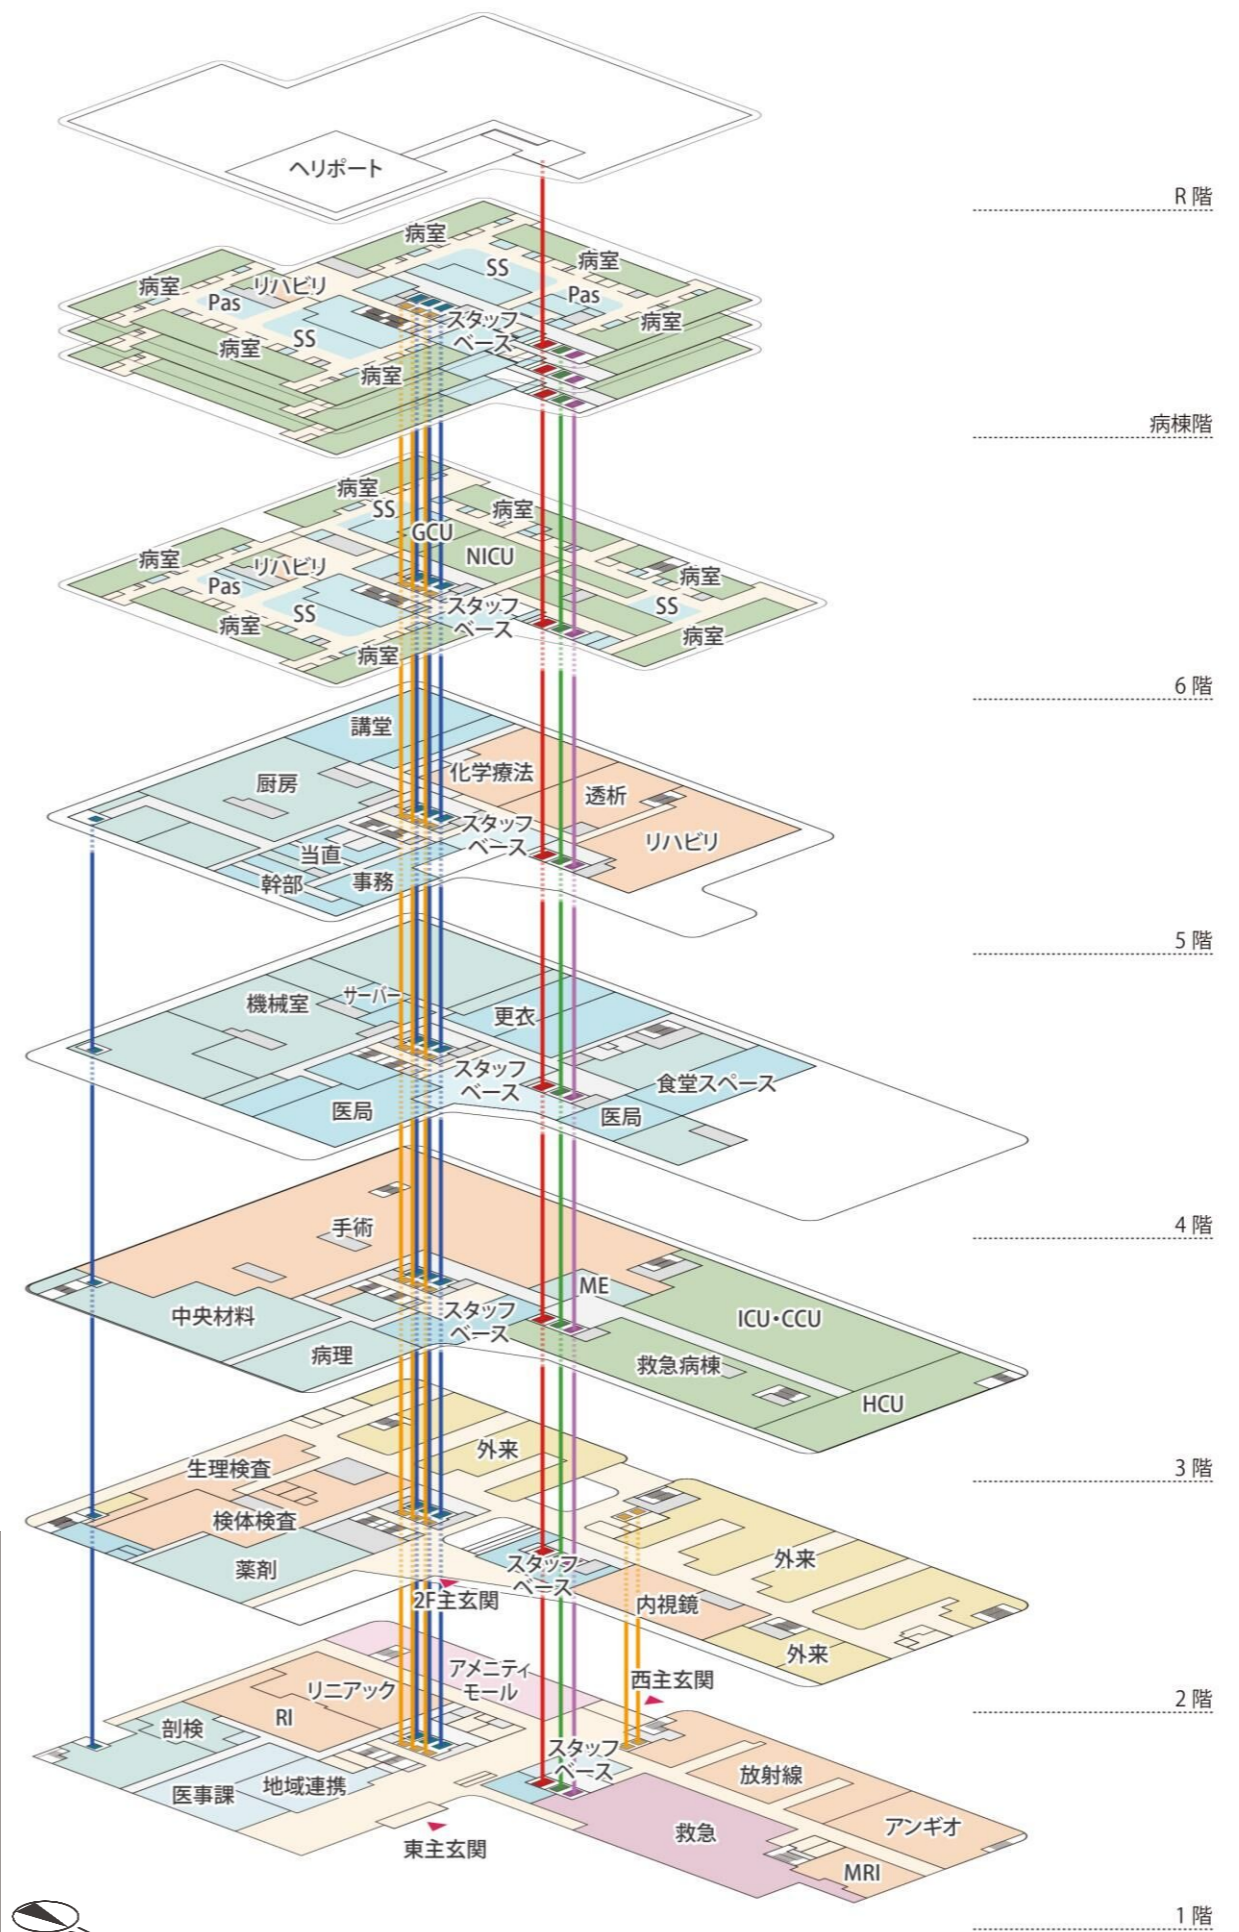 ヘリポート
R 階
病室
SS
病室
病室
リハビリ
Pas
Pas
スタッフ
ベース
病室
SS
病室
病室
病棟階
病室
SS
病室
GCU
NICU
病室
リハビリ
病室
Pas
SS
スタッフ
ベース
SS
病室
病室
病室
6 階
講堂
化学療法
厨房
透析
スタッフ
ベース
リハビリ
当直
幹部
事務
5 階
機械室
サーバー
更衣
スタッフ
ベース
食堂スペース
医局
医局
4 階
手術
ME
中央材料
スタッフ
ベース
ICU・CCU
病理
救急病棟
HCU
3 階
外来
生理検査
検体検査
薬剤
スタッフ
ベース
外来
2F主玄関
内視鏡
外来
2 階
アメニティ
モール
西主玄関
リニアック
RI
剖検
スタッフ
ベース
放射線
地域連携
医事課
アンギオ
救急
東主玄関
MRI
1 階